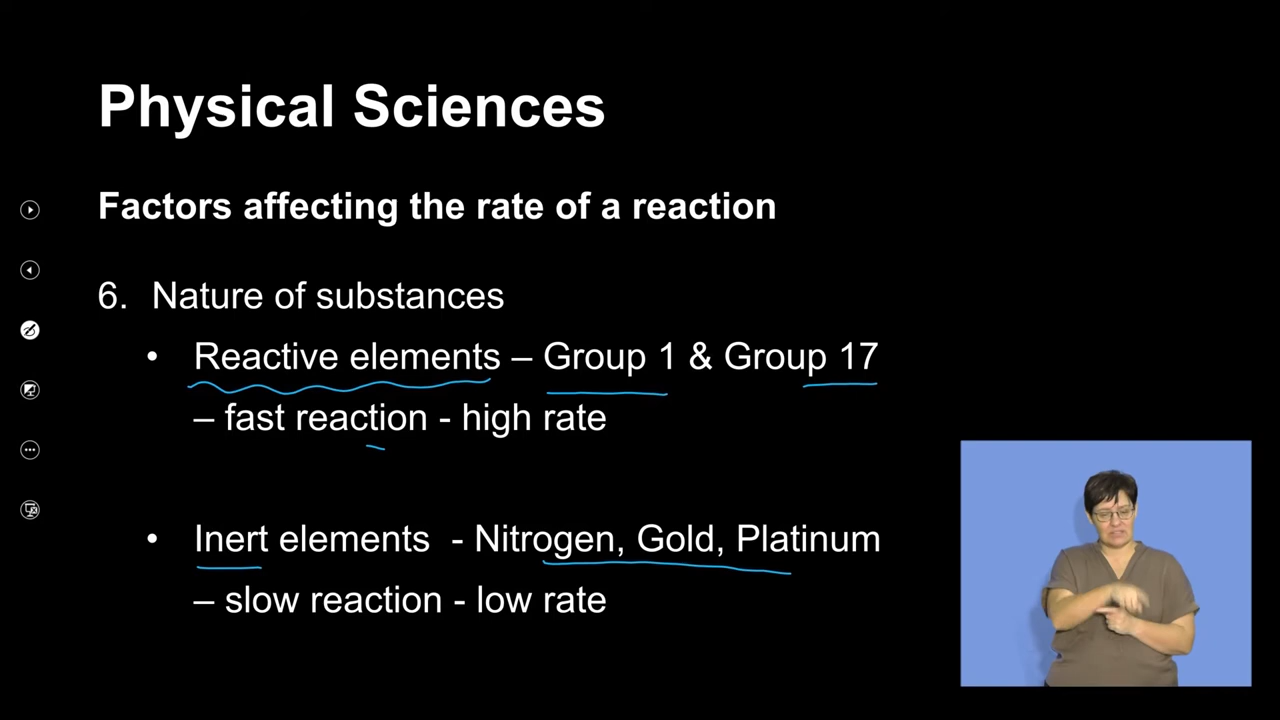 Physical Sciences
Factors affecting the rate of a reaction
6. Nature of substances
• Reactive elements – Group 1 & Group 17
– fast reaction - high rate
• Inert elements - Nitrogen, Gold, Platinum
– slow reaction - low rate